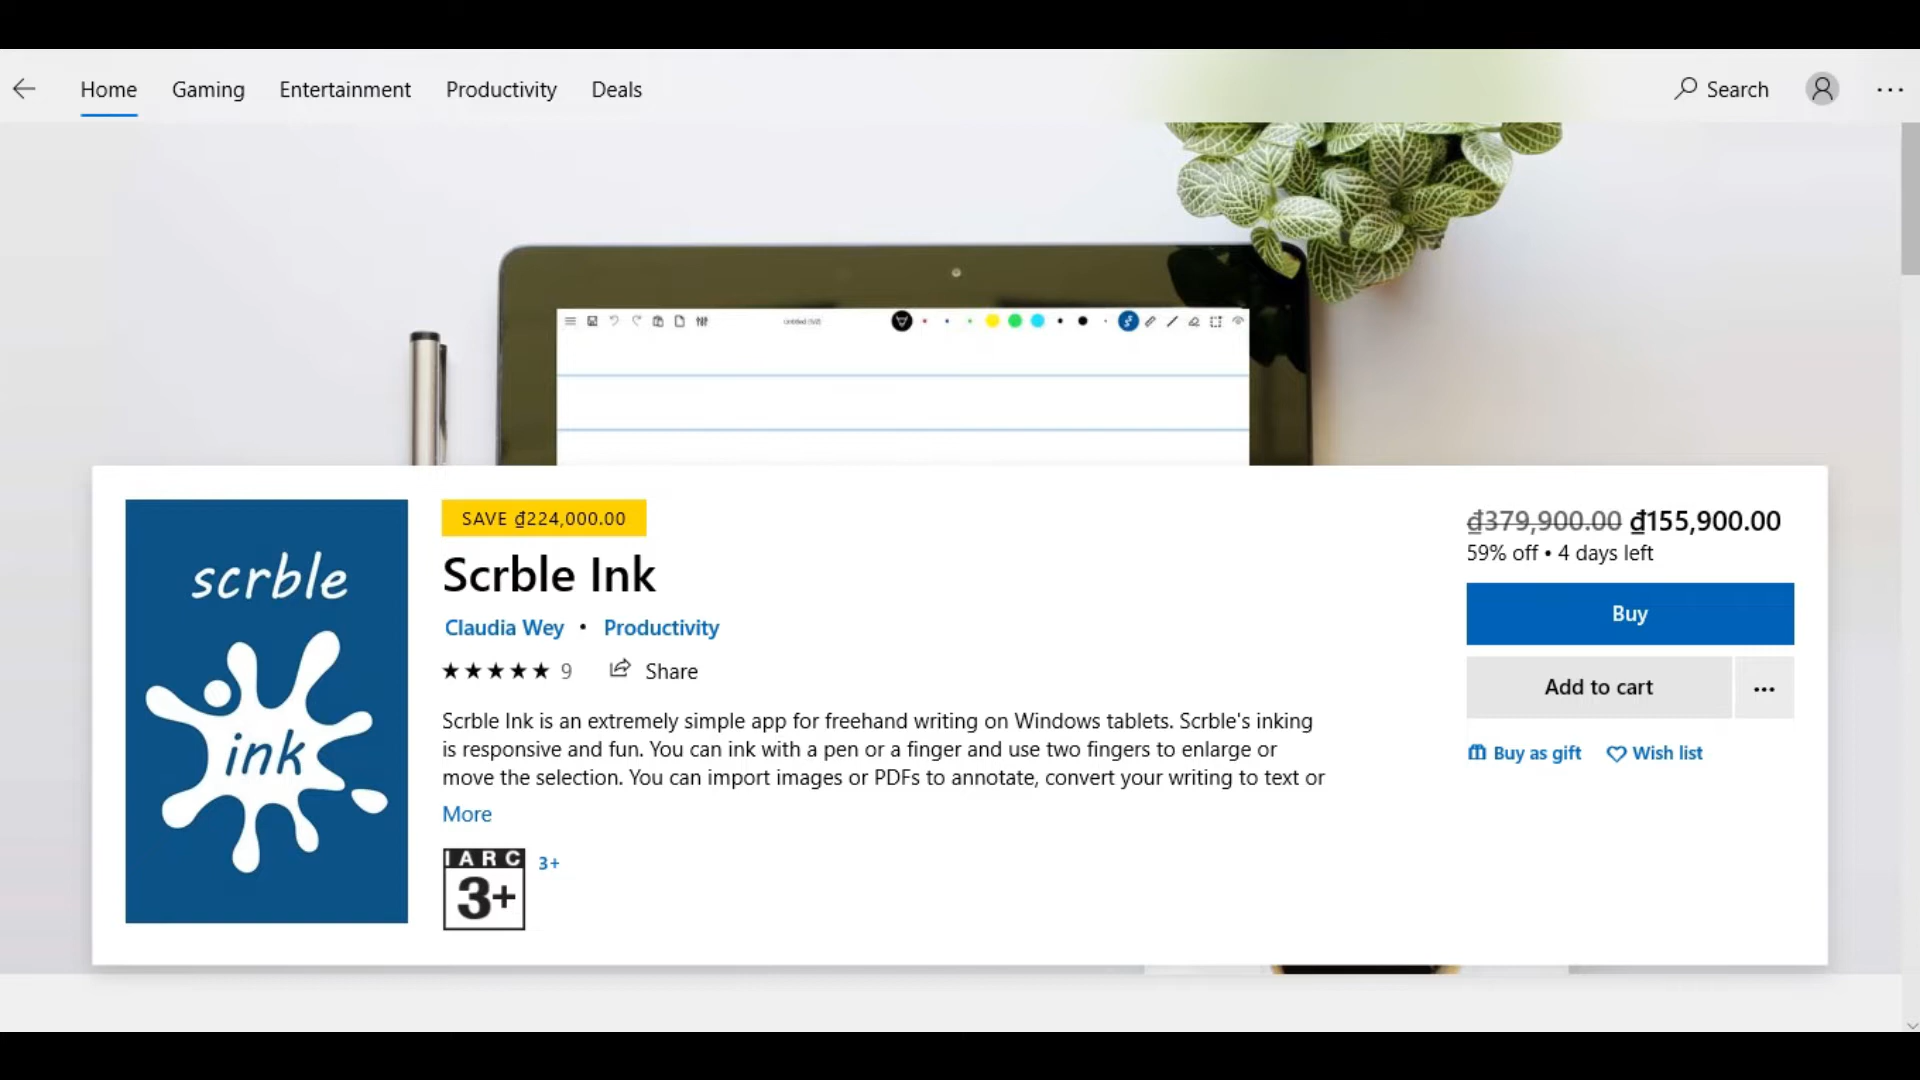 Home Gaming Entertainment Productivity Deals Search
scrble
ink
SAVE ₫224,000.00
Scrble Ink
Claudia Wey • Productivity
★★★★★ 9 Share
Scrble Ink is an extremely simple app for freehand writing on Windows tablets. Scrble's inking
is responsive and fun. You can ink with a pen or a finger and use two fingers to enlarge or
move the selection. You can import images or PDFs to annotate, convert your writing to text or
More
IARC
3+
3+
₫379,900.00 ₫155,900.00
59% off • 4 days left
Buy
Add to cart
Buy as gift Wish list